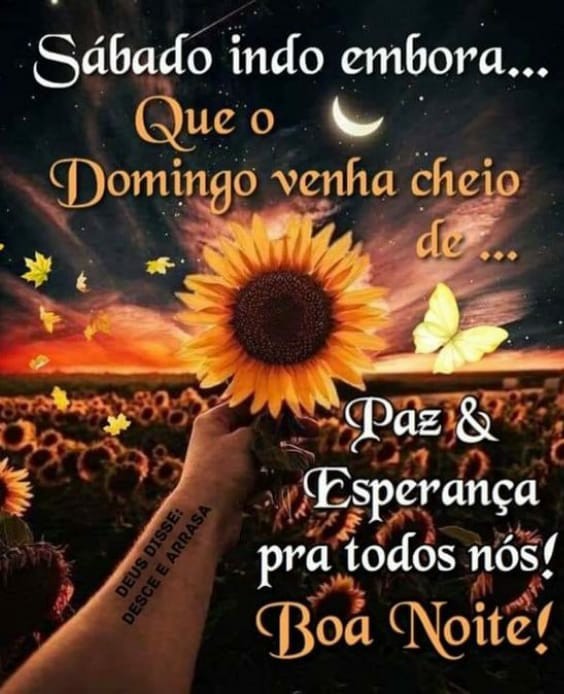 Sábado indo embora...
Que o
Domingo venha cheio
de ...
Paz &
Esperança
pra todos nós!
Boa Noite!
DEUS DISSE:
DESCE E ARRASA